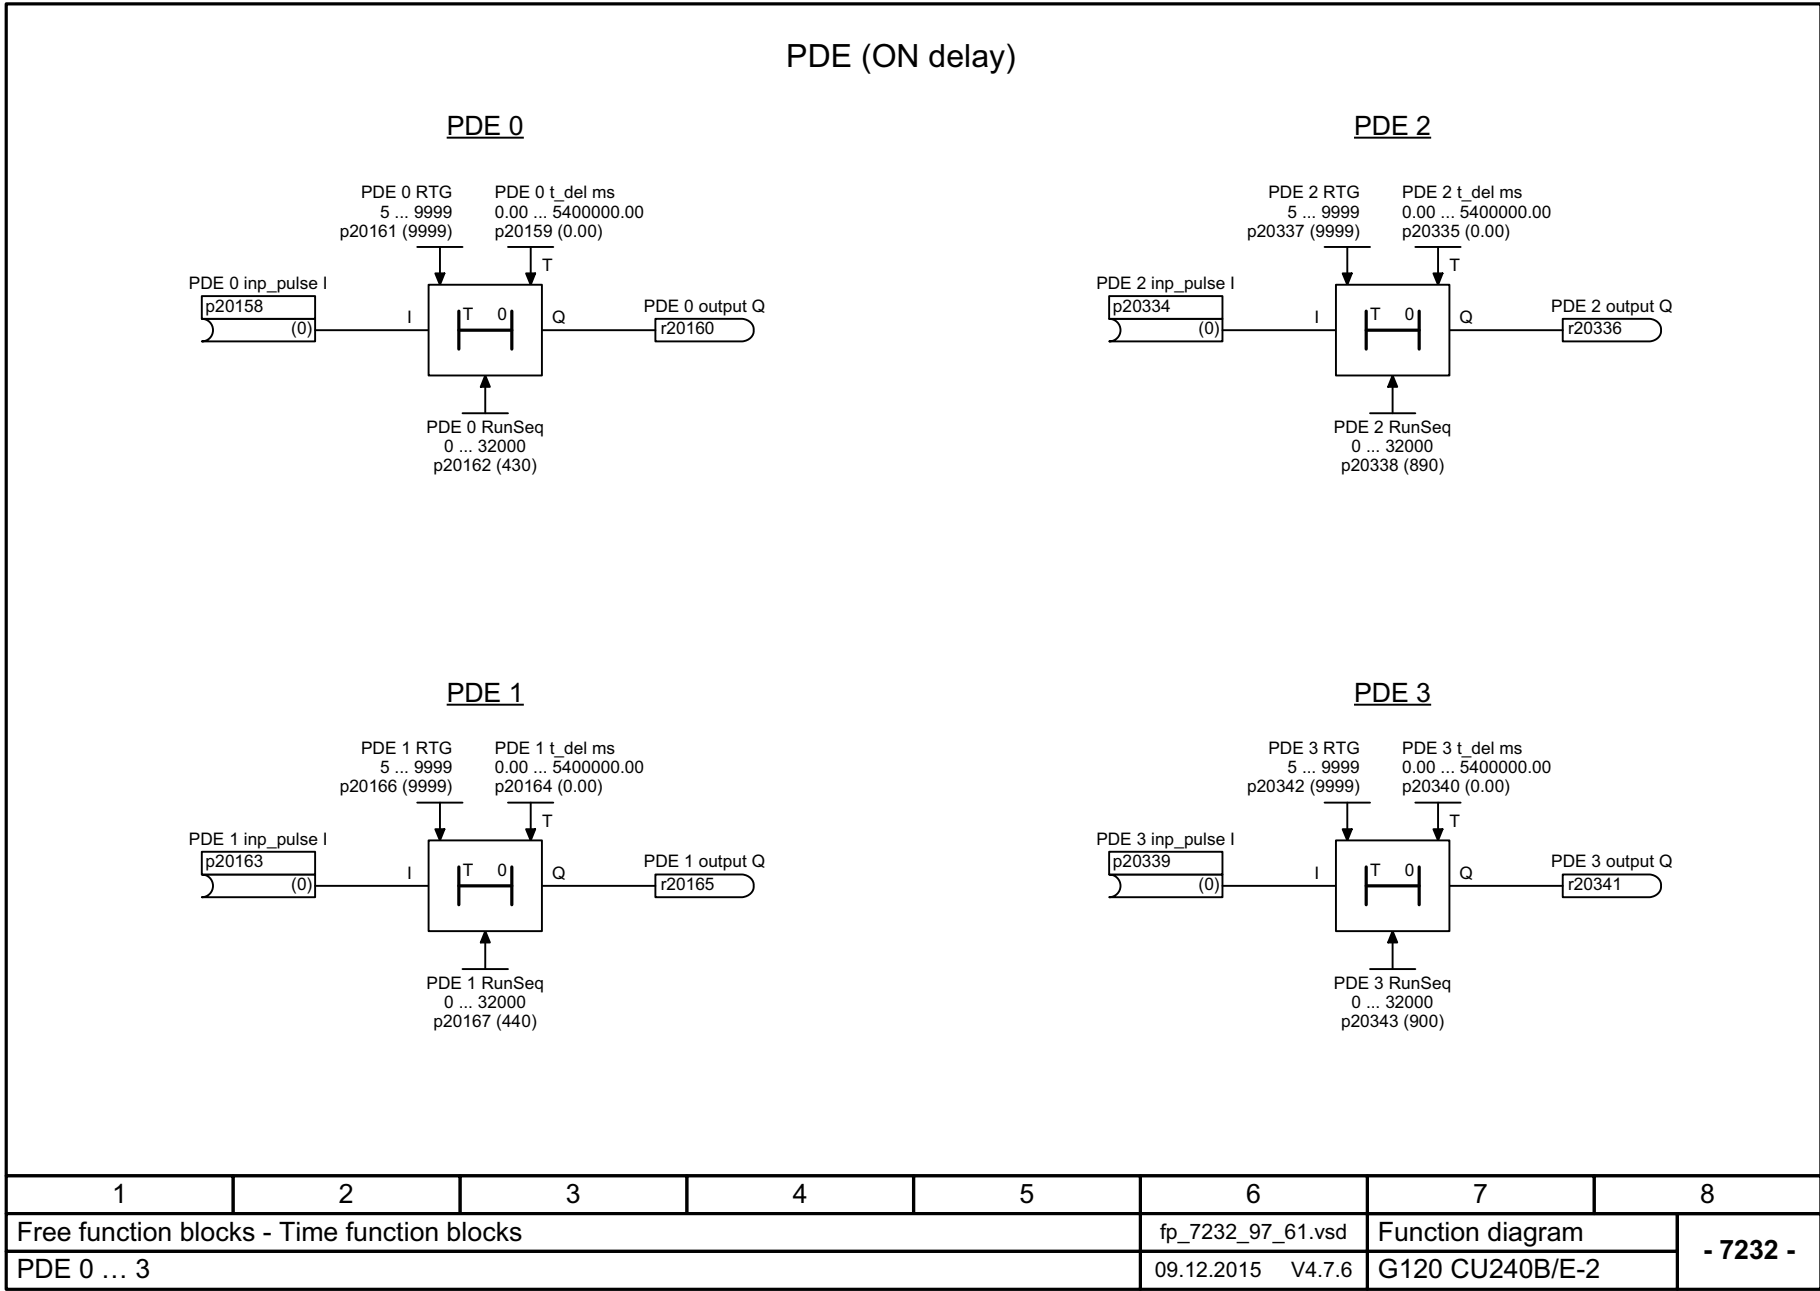 PDE (ON delay)
PDE 0
PDE 0 RTG
5 ... 9999
p20161 (9999)
PDE 0 t_del ms
0.00 ... 5400000.00
p20159 (0.00)
T
PDE 0 inp_pulse I
p20158
(0)
I
T 0
Q
PDE 0 output Q
r20160
PDE 0 RunSeq
0 ... 32000
p20162 (430)
PDE 2
PDE 2 RTG
5 ... 9999
p20337 (9999)
PDE 2 t_del ms
0.00 ... 5400000.00
p20335 (0.00)
T
PDE 2 inp_pulse I
p20334
(0)
I
T 0
Q
PDE 2 output Q
r20336
PDE 2 RunSeq
0 ... 32000
p20338 (890)
PDE 1
PDE 1 RTG
5 ... 9999
p20166 (9999)
PDE 1 t_del ms
0.00 ... 5400000.00
p20164 (0.00)
T
PDE 1 inp_pulse I
p20163
(0)
I
T 0
Q
PDE 1 output Q
r20165
PDE 1 RunSeq
0 ... 32000
p20167 (440)
PDE 3
PDE 3 RTG
5 ... 9999
p20342 (9999)
PDE 3 t_del ms
0.00 ... 5400000.00
p20340 (0.00)
T
PDE 3 inp_pulse I
p20339
(0)
I
T 0
Q
PDE 3 output Q
r20341
PDE 3 RunSeq
0 ... 32000
p20343 (900)
1 2 3 4 5 6 7 8
Free function blocks - Time function blocks
fp_7232_97_61.vsd
Function diagram
- 7232 -
PDE 0 … 3
09.12.2015 V4.7.6
G120 CU240B/E-2